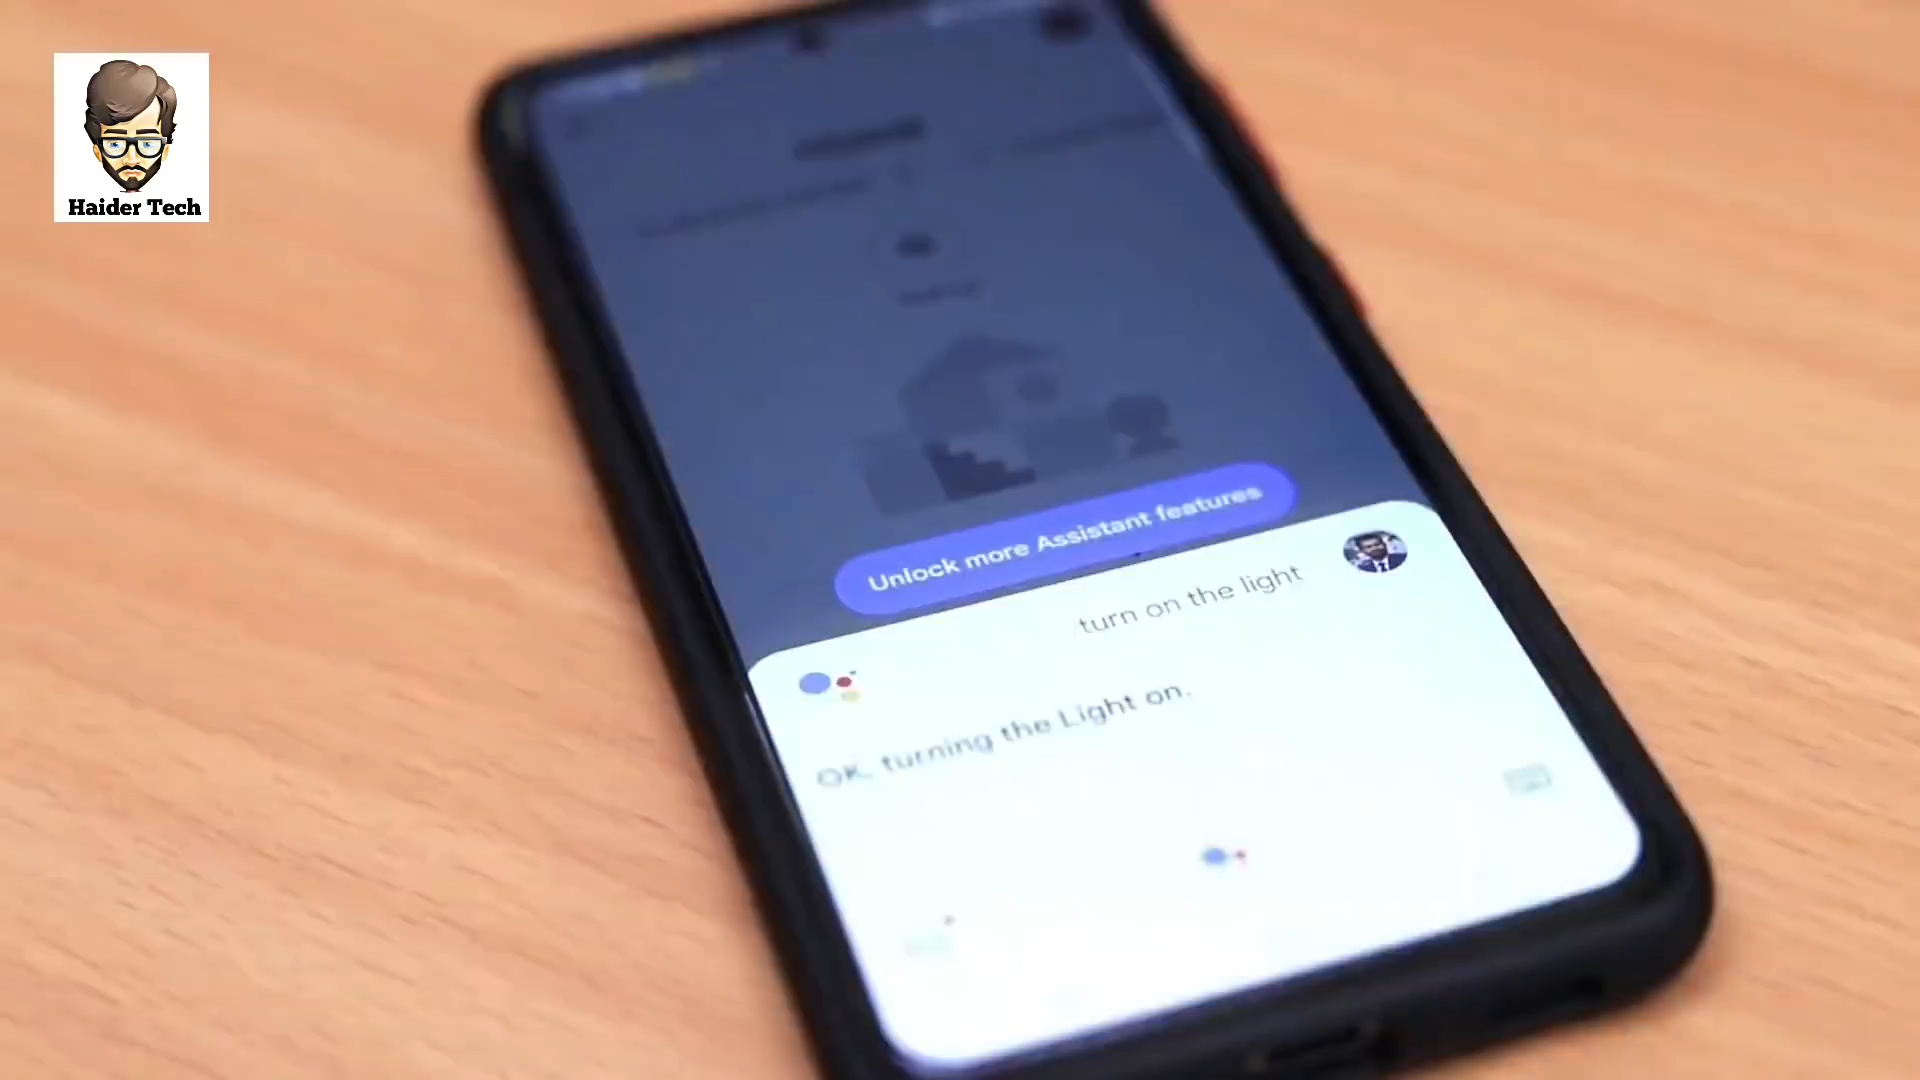 Haider Tech
Unlock more Assistant features
turn on the light
OK, turning the Light on.